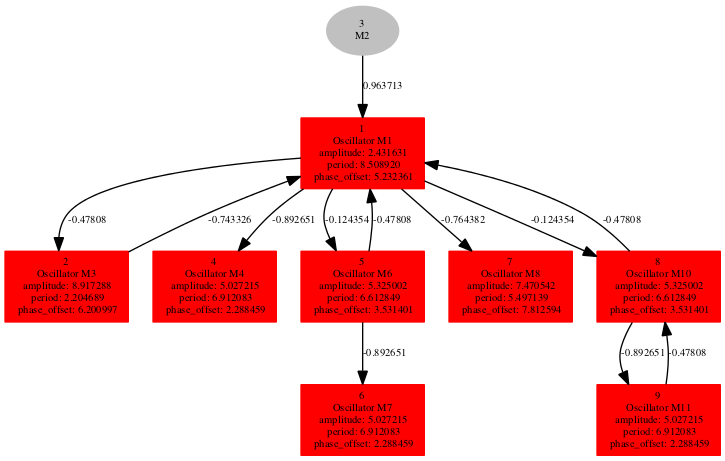 3
M2
0.963713
1
Oscillator M1
amplitude: 2.431631
period: 8.508920
phase_offset: 5.232361
-0.47808
-0.743326
-0.892651
-0.124354
-0.47808
-0.764382
-0.124354
-0.47808
2
Oscillator M3
amplitude: 8.917288
period: 2.204689
phase_offset: 6.200997
4
Oscillator M4
amplitude: 5.027215
period: 6.912083
phase_offset: 2.288459
5
Oscillator M6
amplitude: 5.325002
period: 6.612849
phase_offset: 3.531401
7
Oscillator M8
amplitude: 7.470542
period: 5.497139
phase_offset: 7.812594
8
Oscillator M10
amplitude: 5.325002
period: 6.612849
phase_offset: 3.531401
-0.892651
-0.892651
-0.47808
6
Oscillator M7
amplitude: 5.027215
period: 6.912083
phase_offset: 2.288459
9
Oscillator M11
amplitude: 5.027215
period: 6.912083
phase_offset: 2.288459